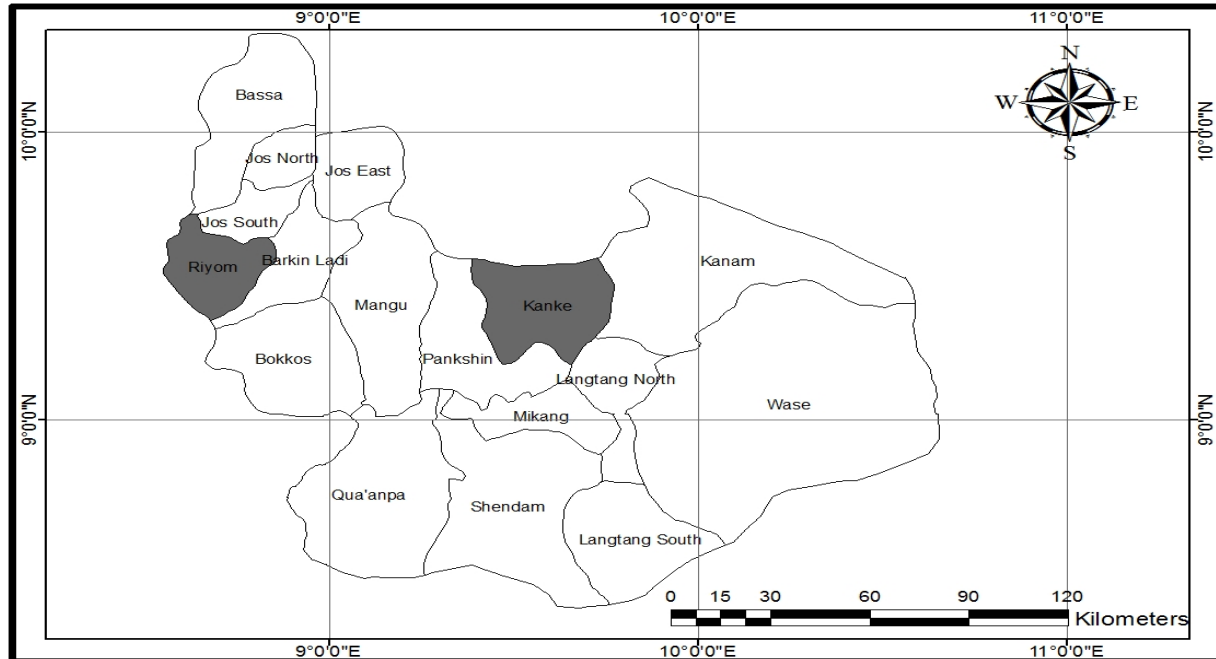 9°0'0"E 10°0'0"E 11°0'0"E
N
W E
S
10°0'0"N 10°0'0"N
Bassa
Jos North
Jos East
Jos South
Riyom
Barkin Ladi
Kanam
Mangu
Kanke
Bokkos
Pankshin
Langtang North
Wase
Mikang
9°0'0"N 9°0'0"N
Qua'anpa
Shendam
Langtang South
0 15 30 60 90 120
Kilometers
9°0'0"E 10°0'0"E 11°0'0"E